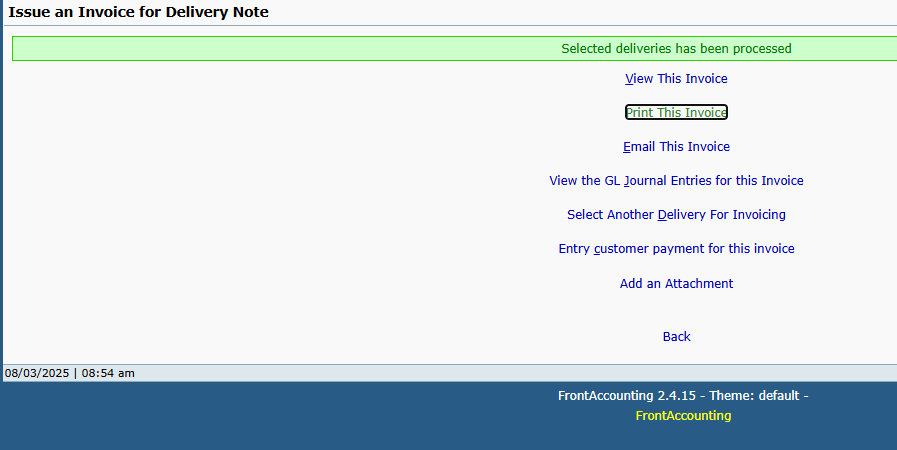 Issue an Invoice for Delivery Note
Selected deliveries has been processed
View This Invoice
Print This Invoice
Email This Invoice
View the GL Journal Entries for this Invoice
Select Another Delivery For Invoicing
Entry customer payment for this invoice
Add an Attachment
Back
08/03/2025 | 08:54 am
FrontAccounting 2.4.15 - Theme: default -
FrontAccounting